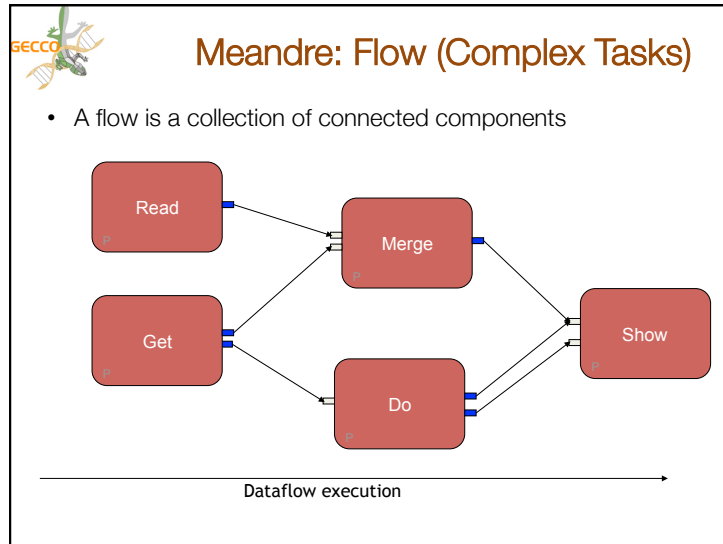 GECCO
Meandre: Flow (Complex Tasks)
• A flow is a collection of connected components
Read
P
Merge
P
Get
P
Show
P
Do
P
Dataflow execution